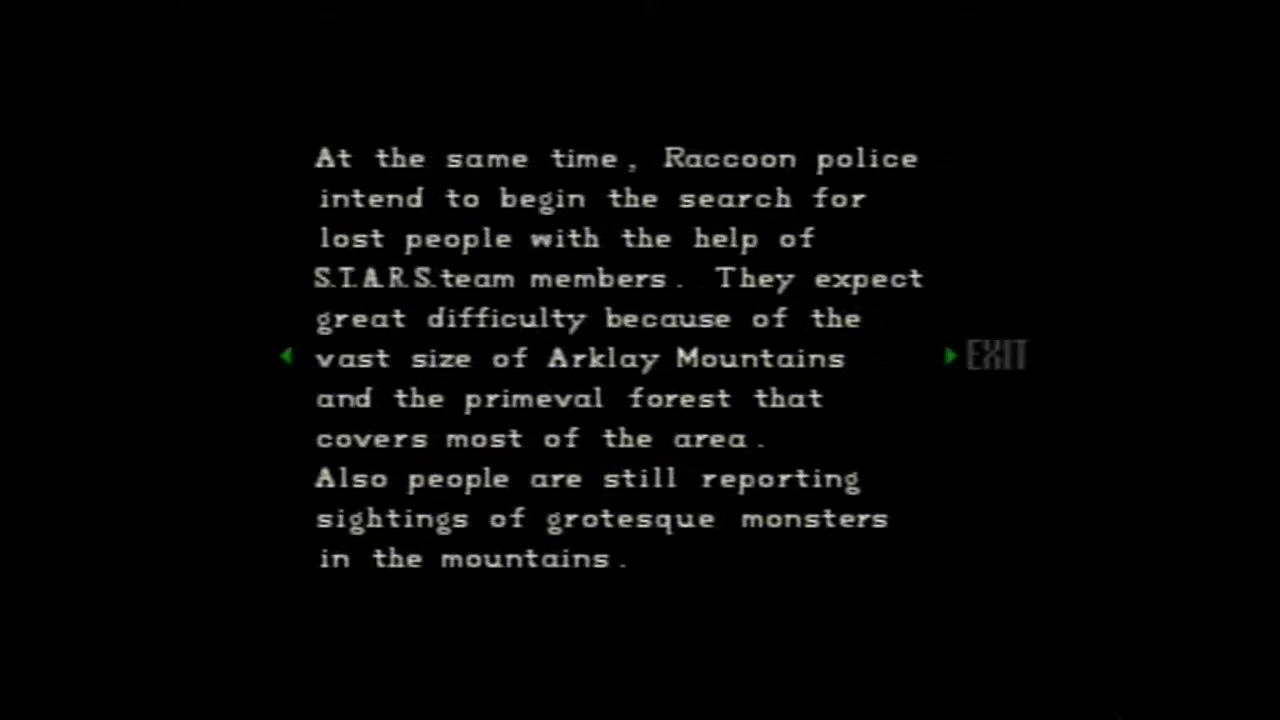 At the same time, Raccoon police
intend to begin the search for
lost people with the help of
S.T.A.R.S.team members. They expect
great difficulty because of the
vast size of Arklay Mountains
EXIT
and the primeval forest that
covers most of the area.
Also people are still reporting
sightings of grotesque monsters
in the mountains.